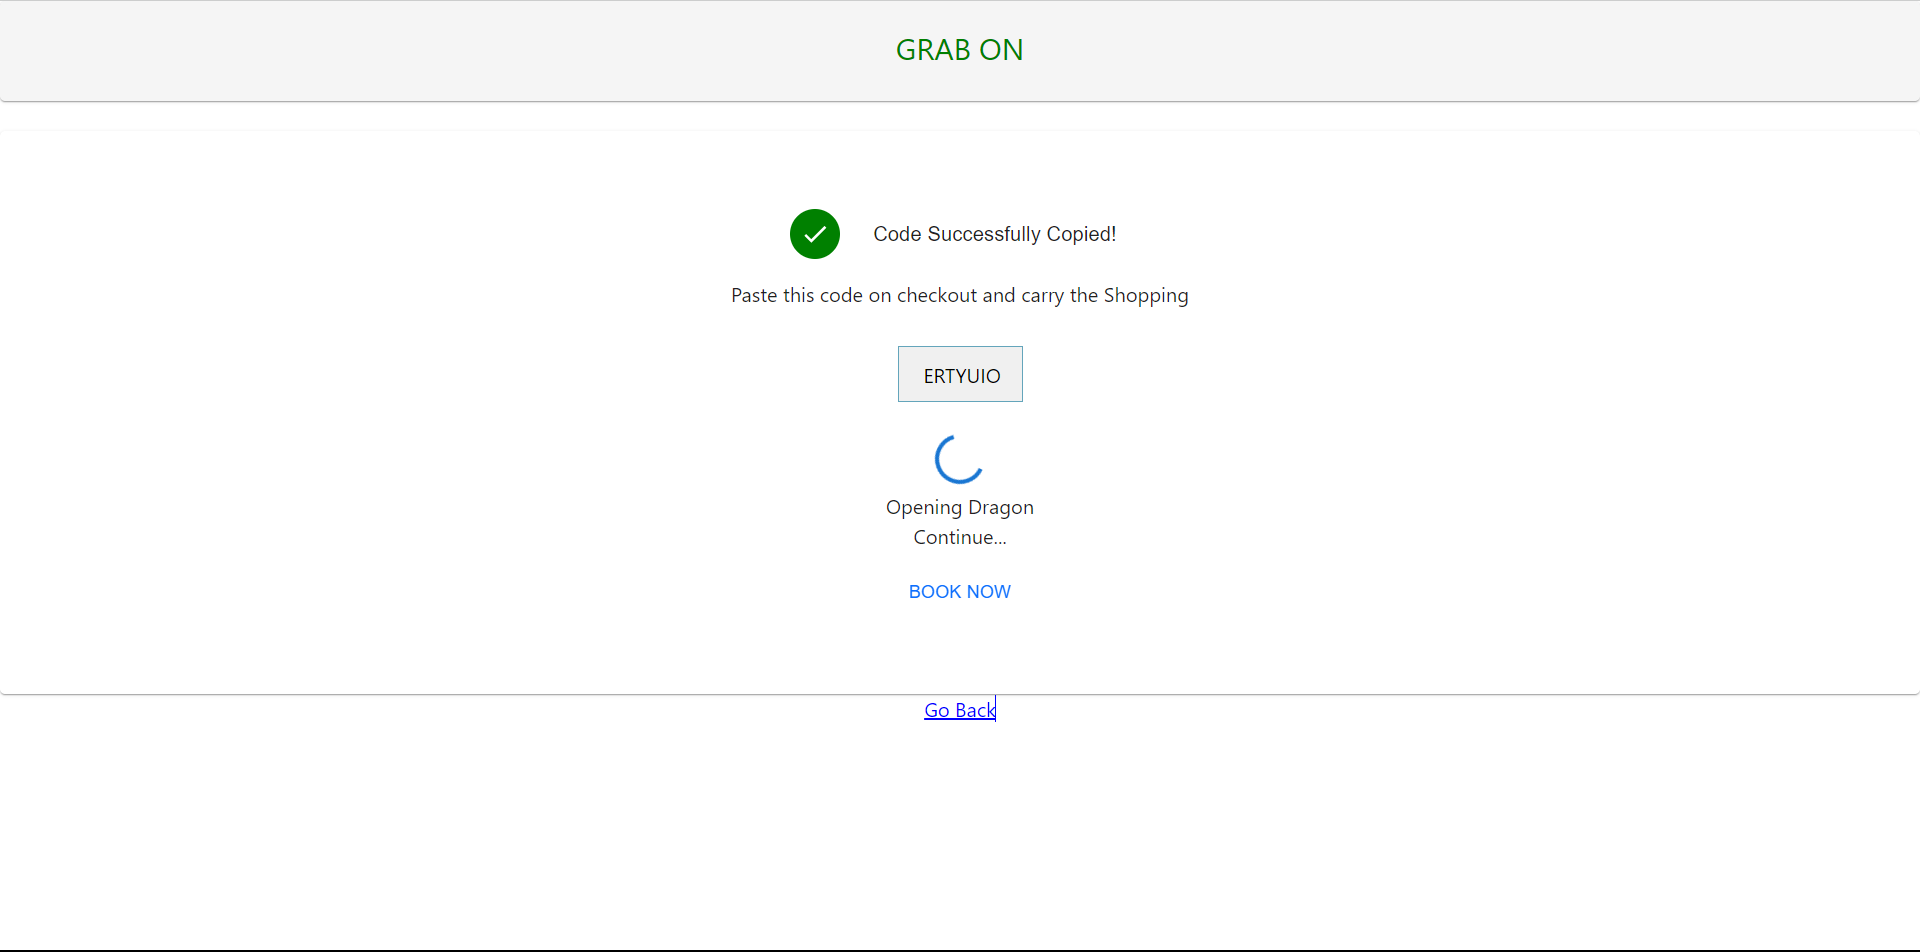 GRAB ON
Code Successfully Copied!
Paste this code on checkout and carry the Shopping
ERTYUIO
Opening Dragon
Continue...
BOOK NOW
Go Back